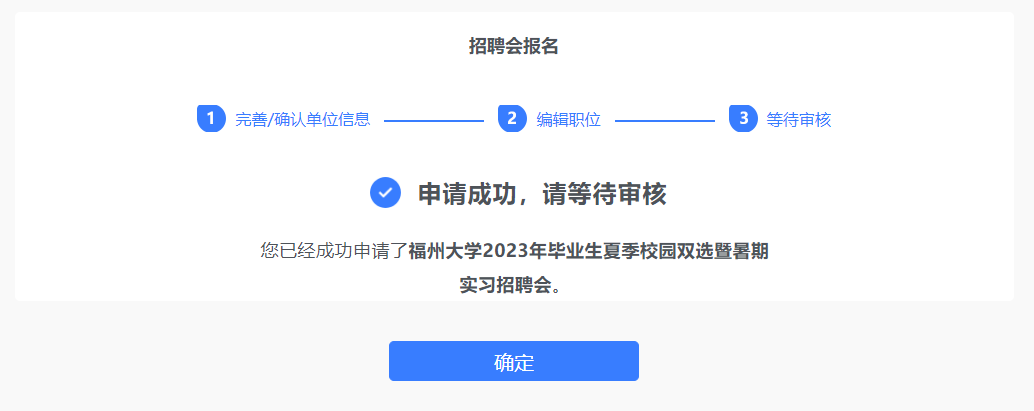 招聘会报名
1 完善/确认单位信息 2 编辑职位 3 等待审核
申请成功，请等待审核
您已经成功申请了福州大学2023年毕业生夏季校园双选暨暑期
实习招聘会。
确定